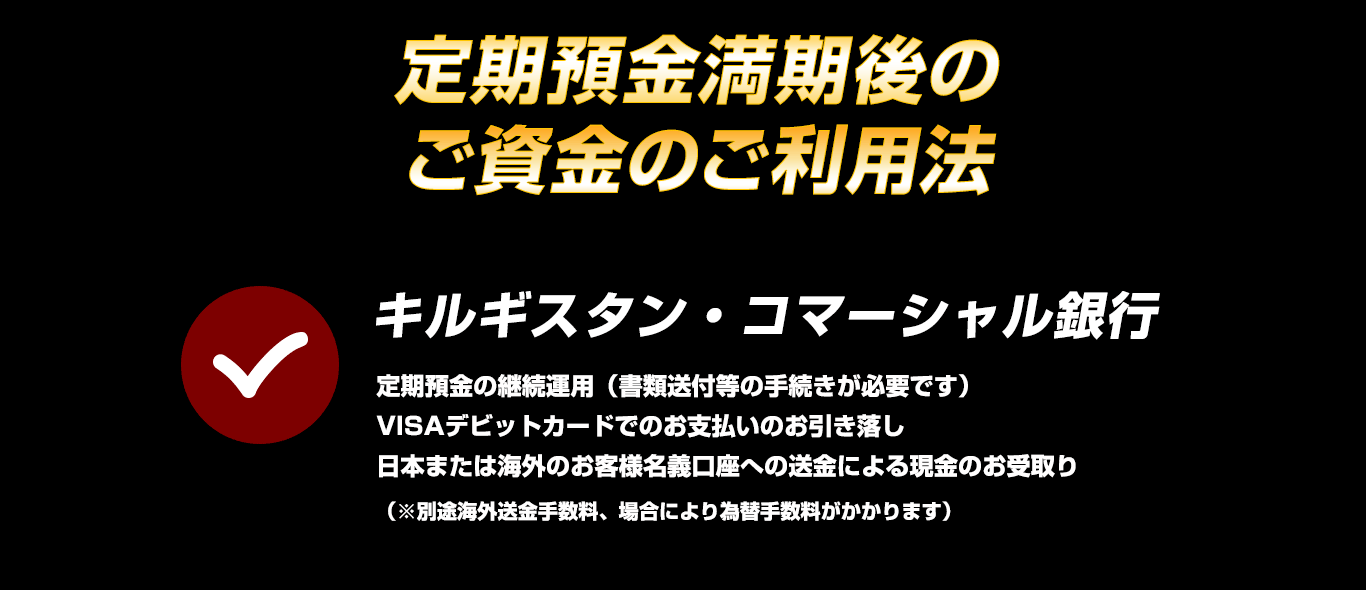 定期預金満期後の
ご資金のご利用法
キルギスタン・コマーシャル銀行
定期預金の継続運用（書類送付等の手続きが必要です）
VISAデビットカードでのお支払いのお引き落し
日本または海外のお客様名義口座への送金による現金のお受取り
（※別途海外送金手数料、場合により為替手数料がかかります）